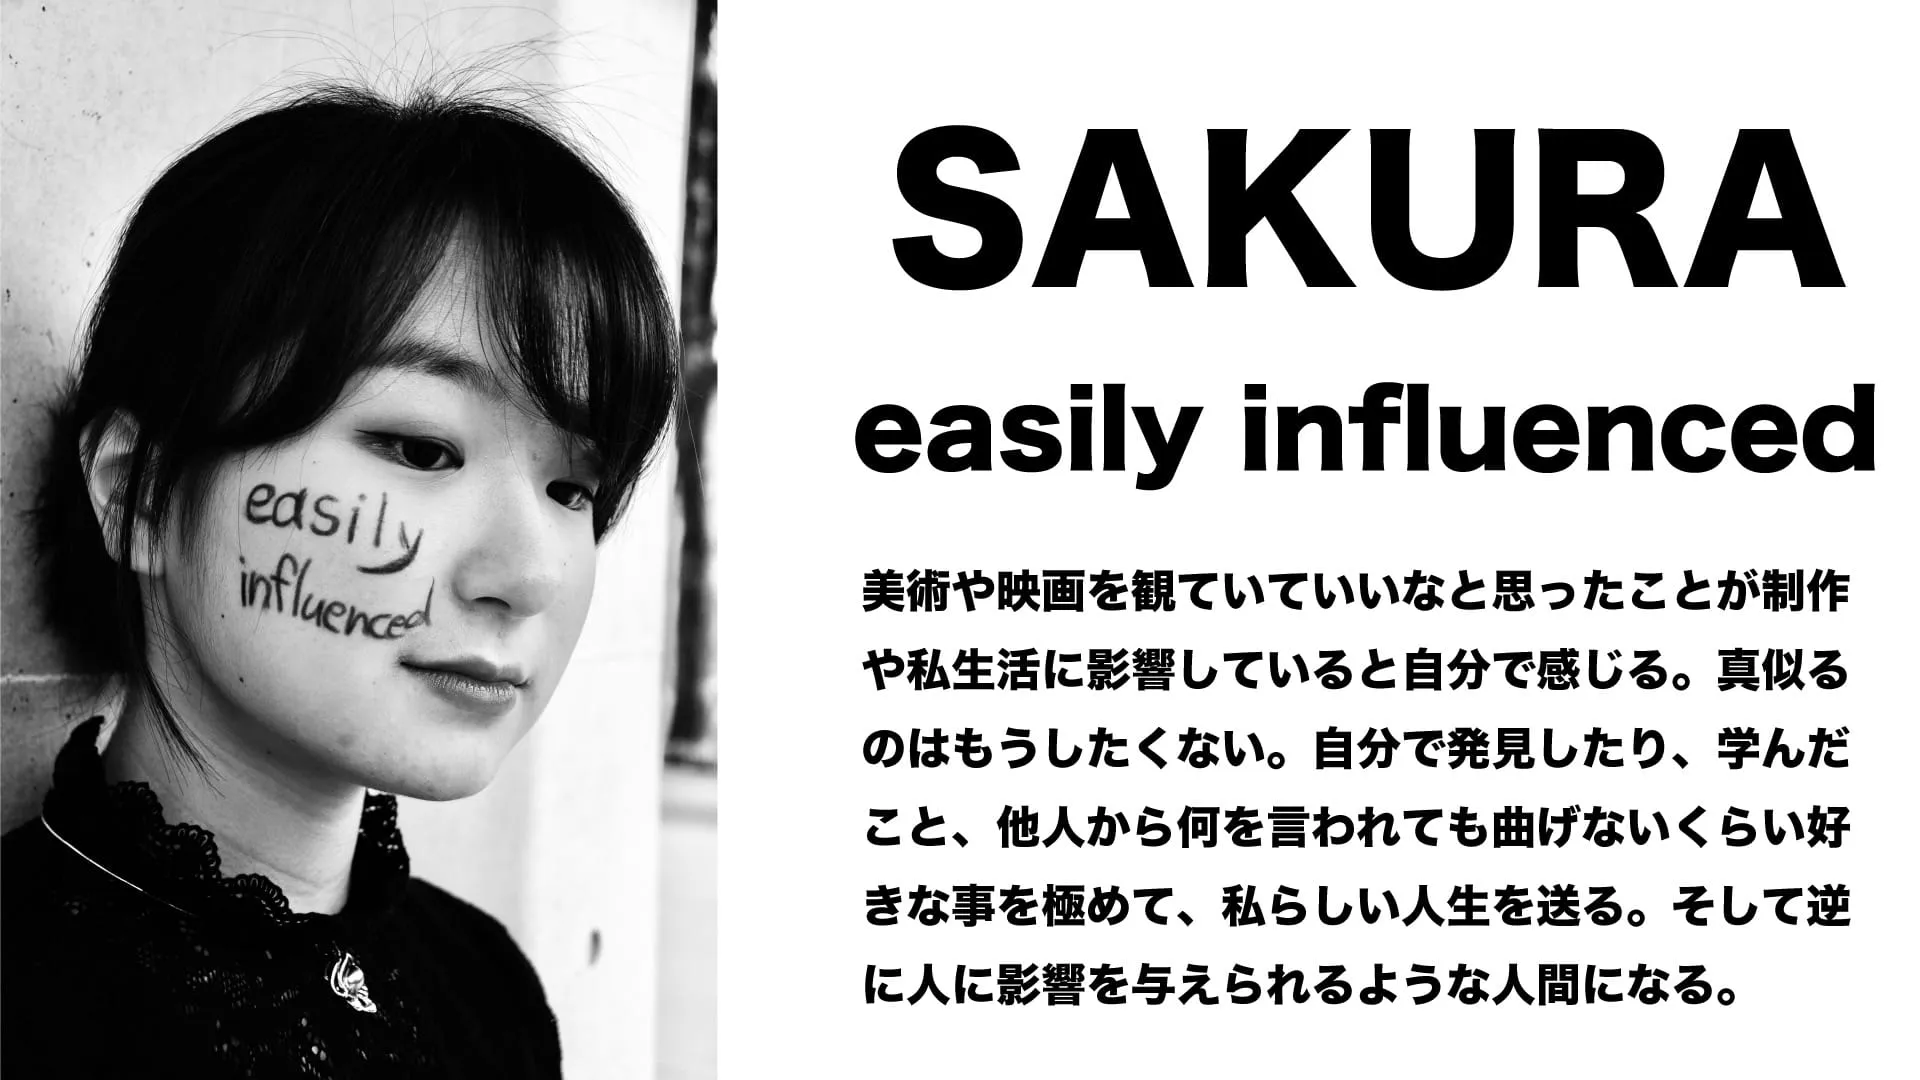 easily
influenced
SAKURA
easily influenced
美術や映画を観ていていいなと思ったことが制作
や私生活に影響していると自分で感じる。真似る
のはもうしたくない。自分で発見したり、学んだ
こと、他人から何を言われても曲げないくらい好
きな事を極めて、私らしい人生を送る。そして逆
に人に影響を与えられるような人間になる。